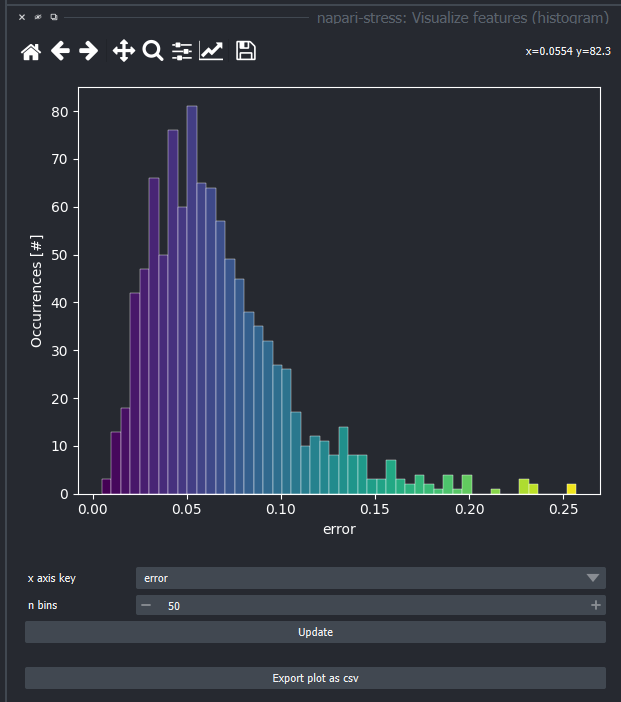 napari-stress: Visualize features (histogram)
x=0.0554 y=82.3
80
70
60
50
40
30
20
10
0
Occurrences [#]
0.00 0.05 0.10 0.15 0.20 0.25
error
x axis key error
n bins 50
Update
Export plot as csv